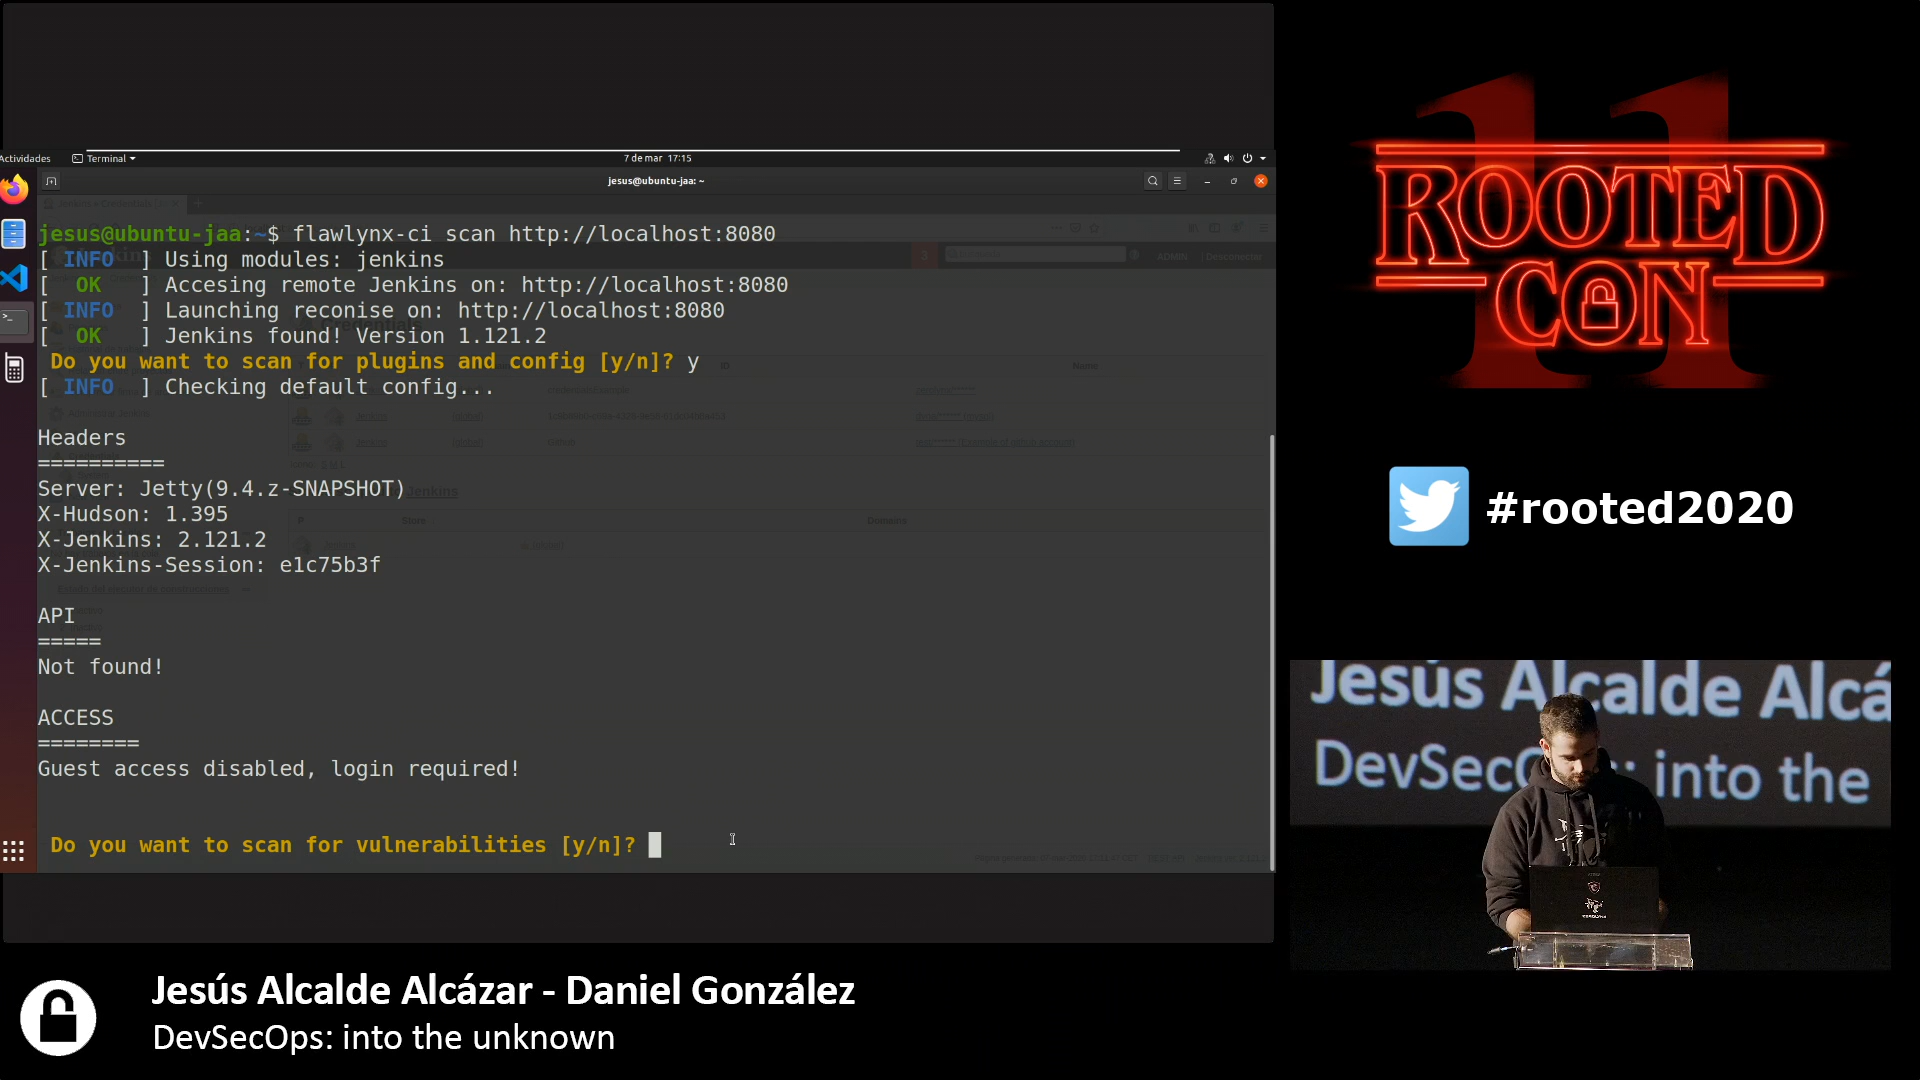 Actividades
Terminal
7 de mar 17:15
jesus@ubuntu-jaa: ~
jesus@ubuntu-jaa:~$ flawlynx-ci scan http://localhost:8080
[ INFO ] Using modules: jenkins
[ OK ] Accesing remote Jenkins on: http://localhost:8080
[ INFO ] Launching reconise on: http://localhost:8080
[ OK ] Jenkins found! Version 1.121.2
Do you want to scan for plugins and config [y/n]? y
[ INFO ] Checking default config...
Headers
==========
Server: Jetty(9.4.z-SNAPSHOT)
X-Hudson: 1.395
X-Jenkins: 2.121.2
X-Jenkins-Session: e1c75b3f
API
=====
Not found!
ACCESS
========
Guest access disabled, login required!
Do you want to scan for vulnerabilities [y/n]?
11
ROOTED
CON
#rooted2020
Jesús Alcalde Alcá
DevSecO : into the
Jesús Alcalde Alcázar - Daniel González
DevSecOps: into the unknown